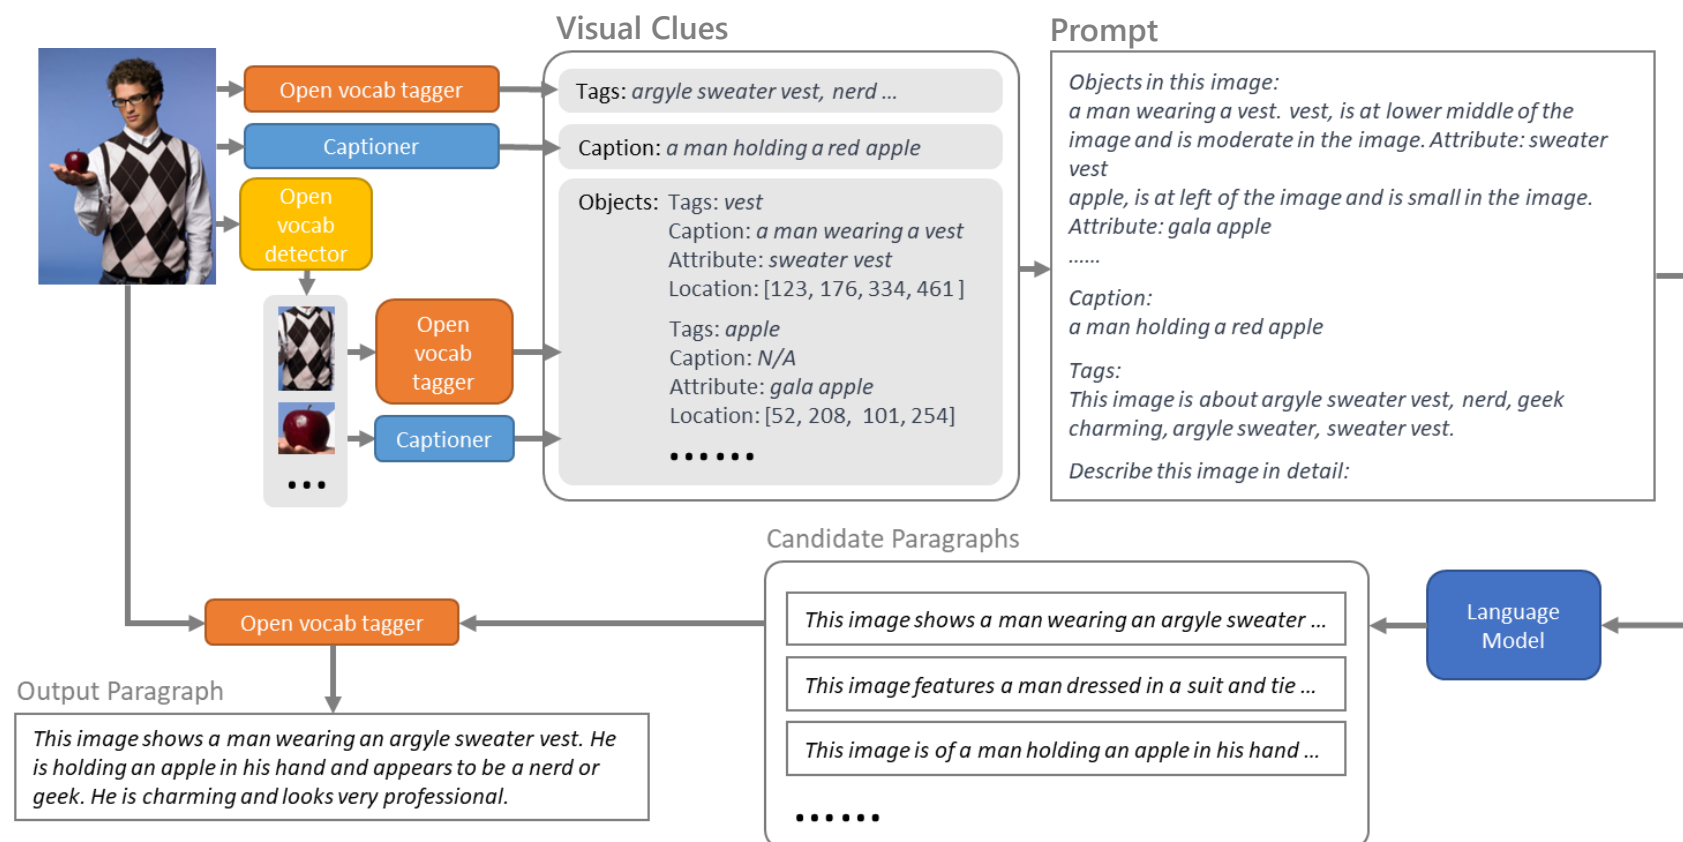 Visual Clues
Prompt
Open vocab tagger
Captioner
Open
vocab
detector
Open
vocab
tagger
Captioner
...
Tags: argyle sweater vest, nerd ...
Caption: a man holding a red apple
Objects: Tags: vest
Caption: a man wearing a vest
Attribute: sweater vest
Location: [123, 176, 334, 461 ]
Tags: apple
Caption: N/A
Attribute: gala apple
Location: [52, 208, 101, 254]
......
Objects in this image:
a man wearing a vest. vest, is at lower middle of the
image and is moderate in the image. Attribute: sweater
vest
apple, is at left of the image and is small in the image.
Attribute: gala apple
......
Caption:
a man holding a red apple
Tags:
This image is about argyle sweater vest, nerd, geek
charming, argyle sweater, sweater vest.
Describe this image in detail:
Language
Model
Candidate Paragraphs
This image shows a man wearing an argyle sweater ...
This image features a man dressed in a suit and tie ...
This image is of a man holding an apple in his hand ...
......
Open vocab tagger
Output Paragraph
This image shows a man wearing an argyle sweater vest. He
is holding an apple in his hand and appears to be a nerd or
geek. He is charming and looks very professional.